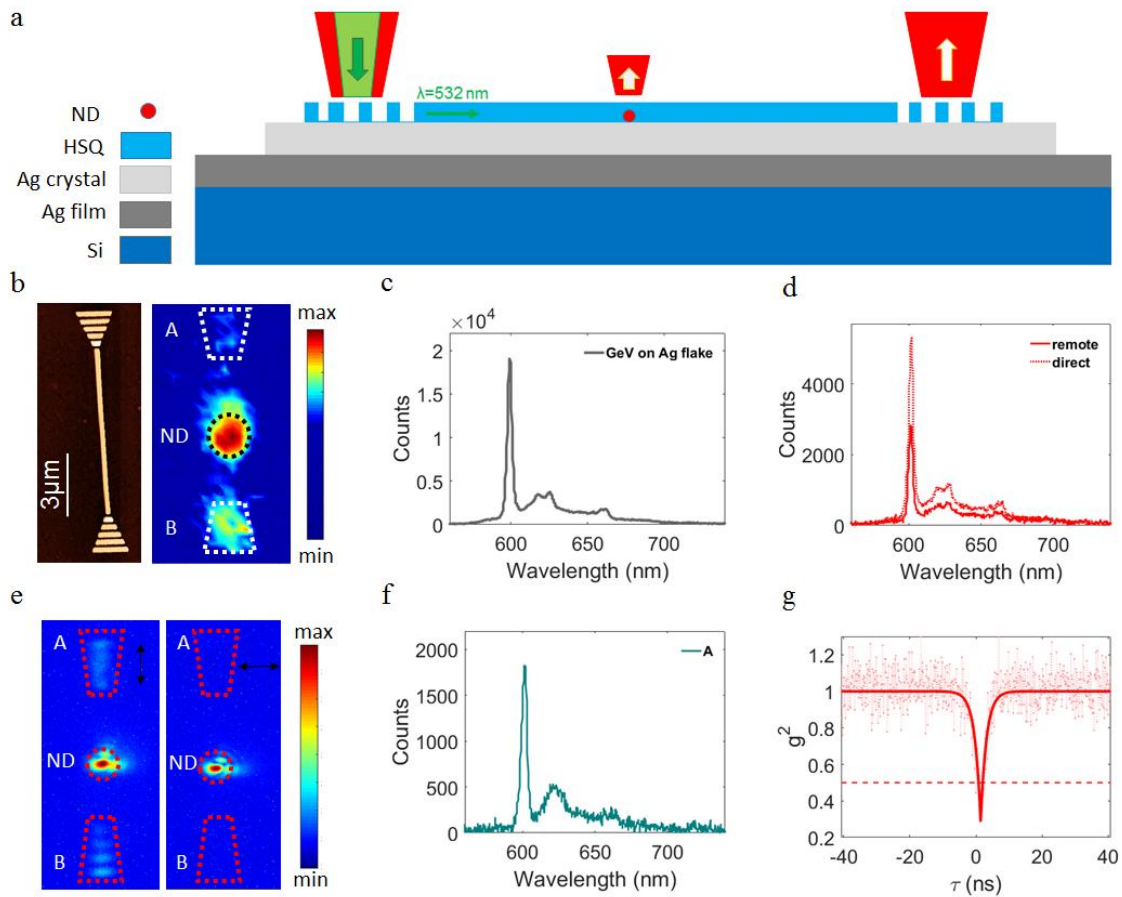 a
λ=532 nm
ND
HSQ
Ag crystal
Ag film
Si
b
3μm
A
ND
B
max
min
c
×10⁴
GeV on Ag flake
2
1.5
1
0.5
0
Counts
600 650 700
Wavelength (nm)
d
remote
direct
4000
2000
0
Counts
600 650 700
Wavelength (nm)
e
A
ND
B
A
ND
B
max
min
f
A
2000
1500
1000
500
0
Counts
600 650 700
Wavelength (nm)
g
1.2
1
0.8
0.6
0.4
0.2
g²
-40 -20 0 20 40
τ (ns)